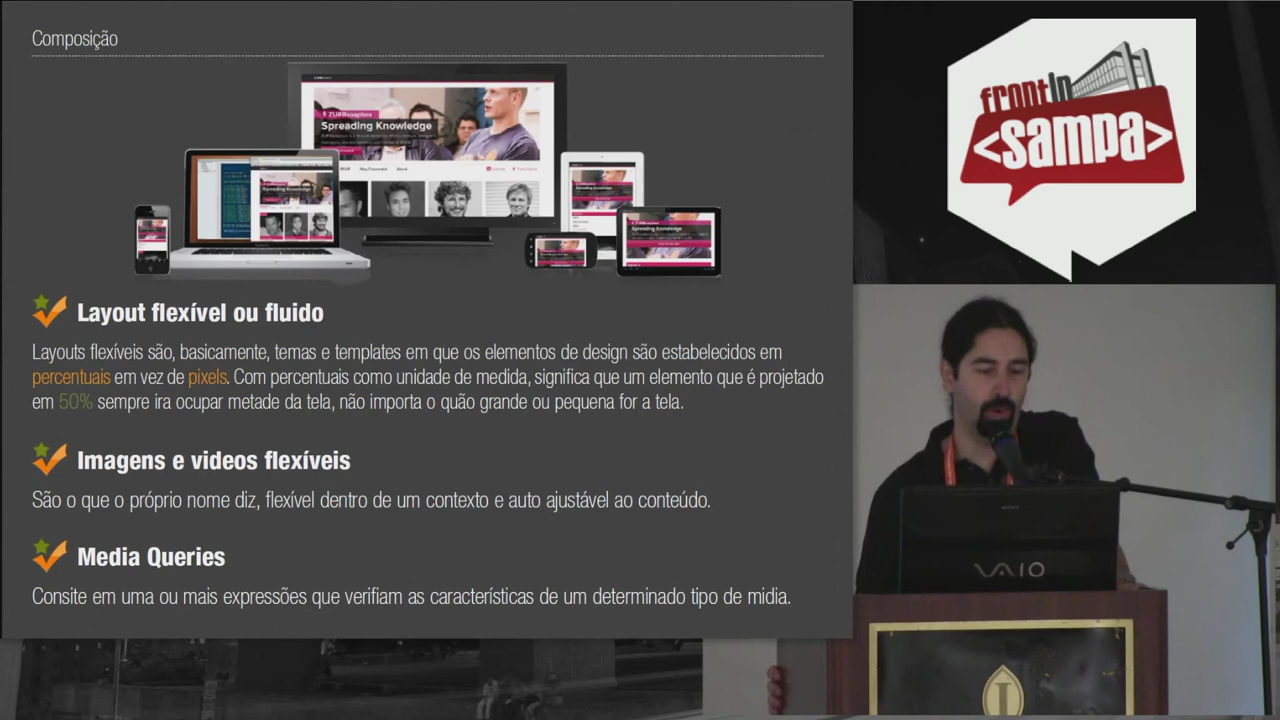 Composição
ZURBsoapbox
Spreading Knowledge
Layout flexível ou fluido
Layouts flexíveis são, basicamente, temas e templates em que os elementos de design são estabelecidos em
percentuais em vez de pixels. Com percentuais como unidade de medida, significa que um elemento que é projetado
em 50% sempre ira ocupar metade da tela, não importa o quão grande ou pequena for a tela.
Imagens e videos flexíveis
São o que o próprio nome diz, flexível dentro de um contexto e auto ajustável ao conteúdo.
Media Queries
Consite em uma ou mais expressões que verifiam as características de um determinado tipo de midia.
frontin
<sampa>
SONY
VAIO